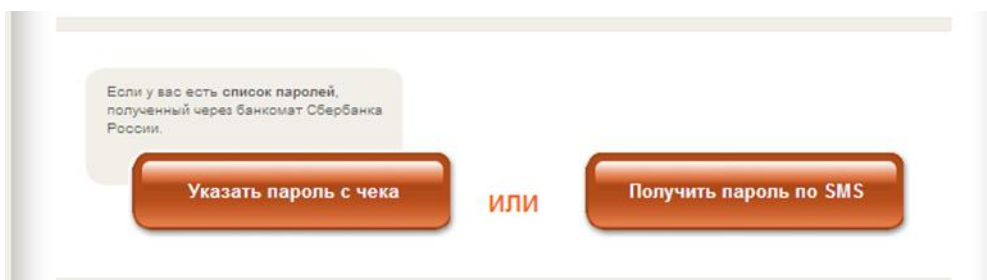 Если у вас есть список паролей,
полученный через банкомат Сбербанка
России.
Указать пароль с чека
или
Получить пароль по SMS